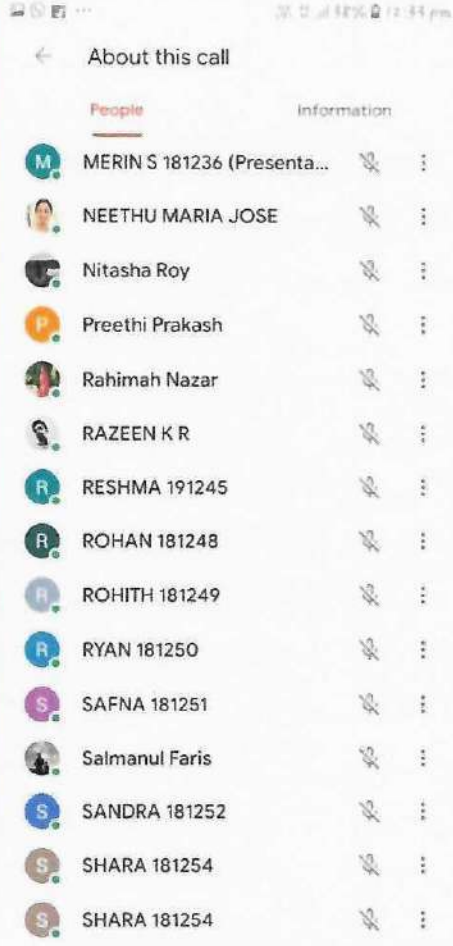 About this call
People
Information
M MERIN S 181236 (Presenta...
NEETHU MARIA JOSE
Nitasha Roy
P Preethi Prakash
Rahimah Nazar
RAZEEN K R
R RESHMA 191245
R ROHAN 181248
R ROHITH 181249
R RYAN 181250
S SAFNA 181251
Salmanul Faris
S SANDRA 181252
S SHARA 181254
S SHARA 181254